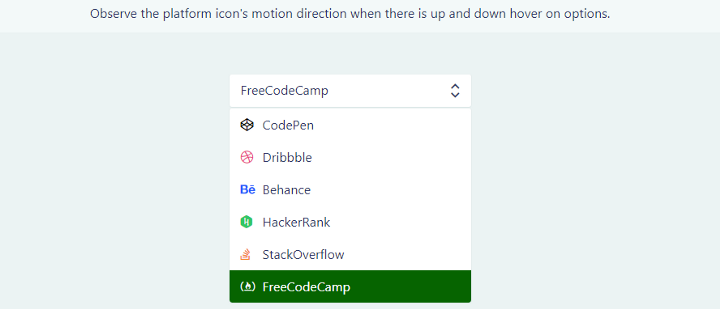 Observe the platform icon's motion direction when there is up and down hover on options.
FreeCodeCamp
CodePen
Dribbble
Bē Behance
HackerRank
StackOverflow
FreeCodeCamp